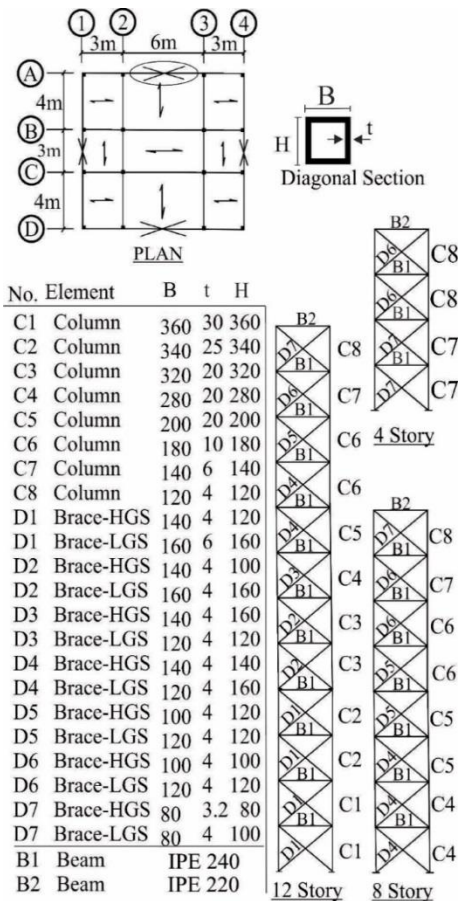 1 2 3 4
3m 6m 3m
A
4m
B
3m
C
4m
D
PLAN
B
H t
Diagonal Section
No. Element B t H
C1 Column 360 30 360
C2 Column 340 25 340
C3 Column 320 20 320
C4 Column 280 20 280
C5 Column 200 20 200
C6 Column 180 10 180
C7 Column 140 6 140
C8 Column 120 4 120
D1 Brace-HGS 140 4 120
D1 Brace-LGS 160 6 160
D2 Brace-HGS 140 4 100
D2 Brace-LGS 160 4 160
D3 Brace-HGS 140 4 160
D3 Brace-LGS 120 4 120
D4 Brace-HGS 140 4 140
D4 Brace-LGS 120 4 160
D5 Brace-HGS 100 4 120
D5 Brace-LGS 120 4 120
D6 Brace-HGS 100 4 100
D6 Brace-LGS 120 4 120
D7 Brace-HGS 80 3.2 80
D7 Brace-LGS 80 4 100
B1 Beam IPE 240
B2 Beam IPE 220
B2
D7 B1 C8
D6 B1 C7
D5 B1 C6
D4 B1 C6
D4 B1 C5
D3 B1 C4
D2 B1 C3
D2 B1 C3
D1 B1 C2
D1 B1 C2
D1 B1 C1
D1 C1
12 Story
B2
D6 B1 C8
D6 B1 C8
D7 B1 C7
D7 C7
4 Story
B2
D7 B1 C8
D6 B1 C7
D6 B1 C6
D5 B1 C6
D5 B1 C5
D4 B1 C5
D4 B1 C4
D4 C4
8 Story